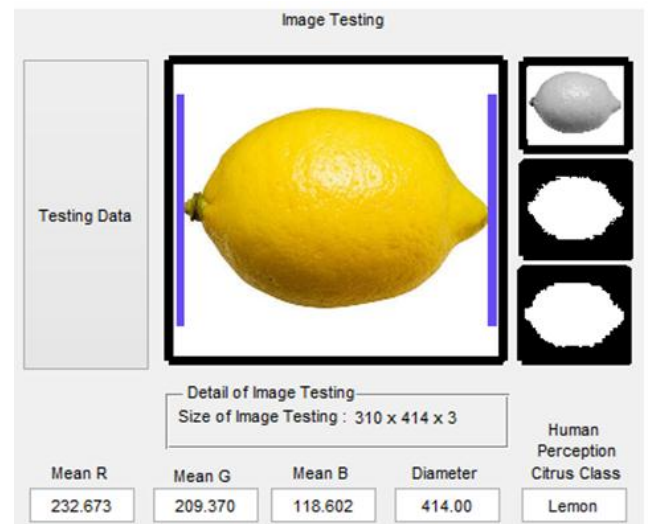 Image Testing
Testing Data
Detail of Image Testing
Size of Image Testing : 310 x 414 x 3
Mean R
Mean G
Mean B
Diameter
Human
Perception
Citrus Class
232.673
209.370
118.602
414.00
Lemon